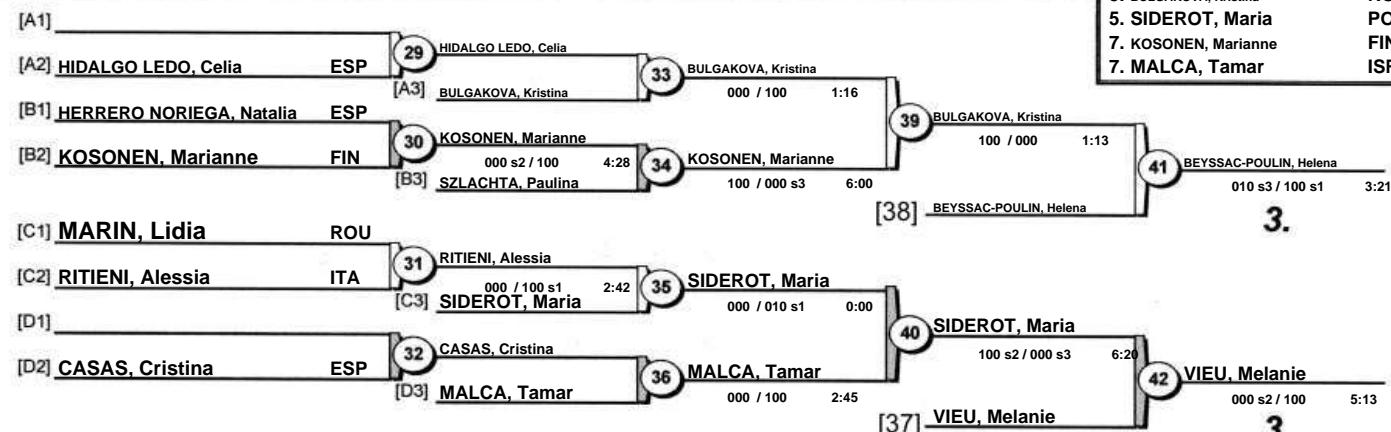 5. SIDEROT, Maria
7. KOSONEN, Marianne FIN
7. MALCA, Tamar
[A1]
[A2] HIDALGO LEDO, Celia ESP
29
HIDALGO LEDO, Celia
[A3] BULGAKOVA, Kristina
33
BULGAKOVA, Kristina
000 / 100 1:16
[B1] HERRERO NORIEGA, Natalia ESP
[B2] KOSONEN, Marianne FIN
30
KOSONEN, Marianne
000 s2 / 100 4:28
[B3] SZLACHTA, Paulina
34
KOSONEN, Marianne
100 / 000 s3 6:00
39
BULGAKOVA, Kristina
100 / 000 1:13
[38] BEYSSAC-POULIN, Helena
41
BEYSSAC-POULIN, Helena
010 s3 / 100 s1 3:21
3.
[C1] MARIN, Lidia ROU
[C2] RITIENI, Alessia ITA
31
RITIENI, Alessia
000 / 100 s1 2:42
[C3] SIDEROT, Maria
35
SIDEROT, Maria
000 / 010 s1 0:00
[D1]
[D2] CASAS, Cristina ESP
32
CASAS, Cristina
[D3] MALCA, Tamar
36
MALCA, Tamar
000 / 100 2:45
40
SIDEROT, Maria
100 s2 / 000 s3 6:20
[37] VIEU, Melanie
42
VIEU, Melanie
000 s2 / 100 5:13
3.